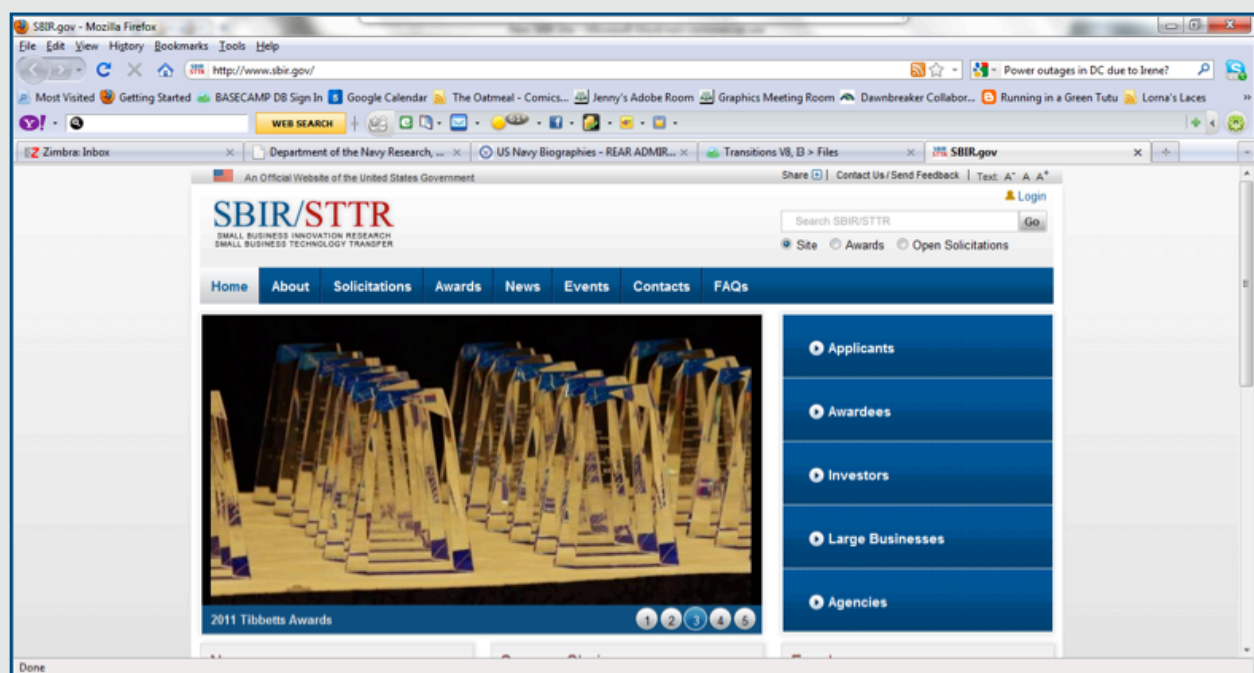 SBIR.gov - Mozilla Firefox
File Edit View History Bookmarks Tools Help
http://www.sbir.gov/ Power outages in DC due to Irene?
Most Visited Getting Started BASECAMP DB Sign In Google Calendar The Oatmeal - Comics... Jenny's Adobe Room Graphics Meeting Room Dawnbreaker Collabor... Running in a Green Tutu Lorna's Laces »
WEB SEARCH
Zimbra: Inbox Department of the Navy Research, ... US Navy Biographies - REAR ADMIR... Transitions V8, I3 > Files SBIR.gov
An Official Website of the United States Government Share Contact Us / Send Feedback Text: A- A A+
Login
SBIR/STTR
SMALL BUSINESS INNOVATION RESEARCH
SMALL BUSINESS TECHNOLOGY TRANSFER
Search SBIR/STTR Go
Site Awards Open Solicitations
Home About Solicitations Awards News Events Contacts FAQs
Applicants
Awardees
Investors
Large Businesses
Agencies
2011 Tibbetts Awards 1 2 3 4 5
Done